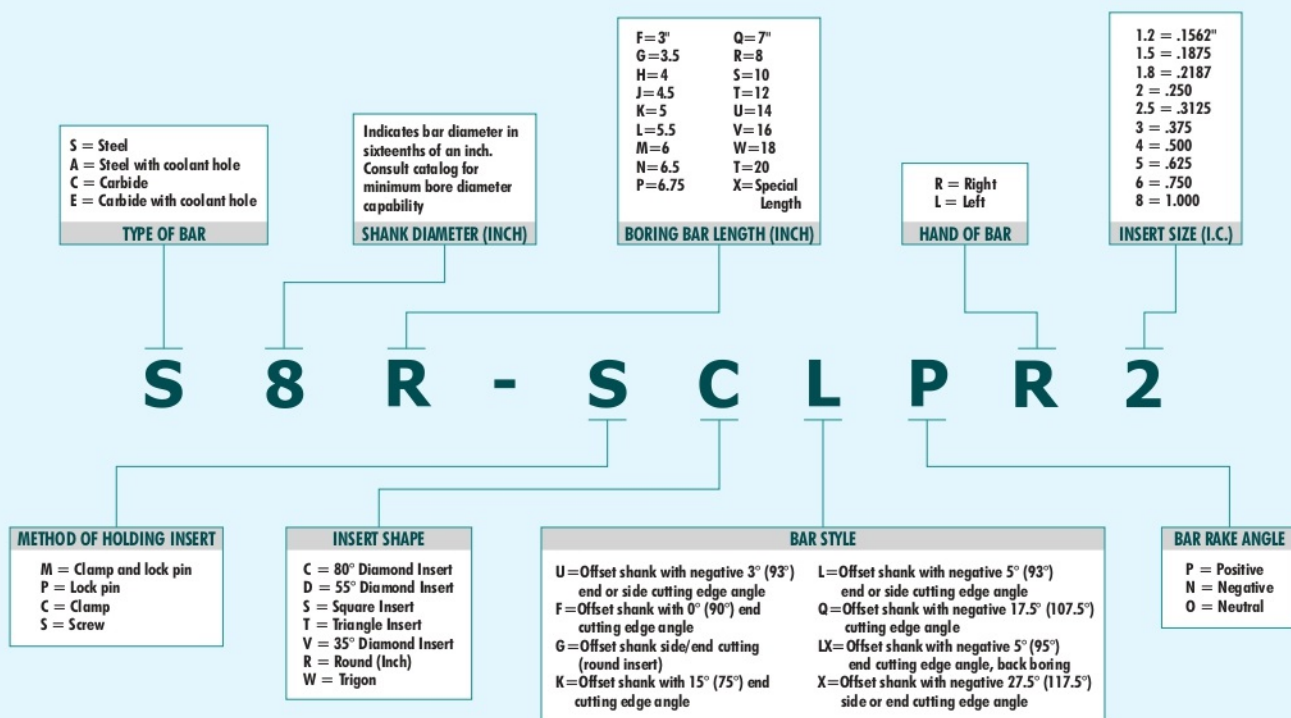 F=3" Q=7"
G=3.5 R=8
H=4 S=10
J=4.5 T=12
K=5 U=14
L=5.5 V=16
M=6 W=18
N=6.5 T=20
P=6.75 X=Special
Length
BORING BAR LENGTH (INCH)
1.2 = .1562"
1.5 = .1875
1.8 = .2187
2 = .250
2.5 = .3125
3 = .375
4 = .500
5 = .625
6 = .750
8 = 1.000
INSERT SIZE (I.C.)
S = Steel
A = Steel with coolant hole
C = Carbide
E = Carbide with coolant hole
TYPE OF BAR
Indicates bar diameter in
sixteenths of an inch.
Consult catalog for
minimum bore diameter
capability
SHANK DIAMETER (INCH)
R = Right
L = Left
HAND OF BAR
S 8 R - S C L P R 2
METHOD OF HOLDING INSERT
M = Clamp and lock pin
P = Lock pin
C = Clamp
S = Screw
INSERT SHAPE
C = 80° Diamond Insert
D = 55° Diamond Insert
S = Square Insert
T = Triangle Insert
V = 35° Diamond Insert
R = Round (Inch)
W = Trigon
BAR STYLE
U=Offset shank with negative 3° (93°)
end or side cutting edge angle
F=Offset shank with 0° (90°) end
cutting edge angle
G=Offset shank side/end cutting
(round insert)
K=Offset shank with 15° (75°) end
cutting edge angle
L=Offset shank with negative 5° (93°)
end or side cutting edge angle
Q=Offset shank with negative 17.5° (107.5°)
cutting edge angle
LX=Offset shank with negative 5° (95°)
end cutting edge angle, back boring
X=Offset shank with negative 27.5° (117.5°)
side or end cutting edge angle
BAR RAKE ANGLE
P = Positive
N = Negative
O = Neutral